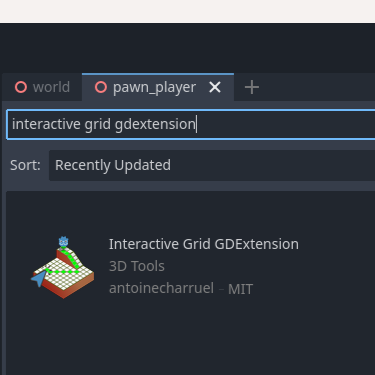 world pawn_player
interactive grid gdextension
Sort: Recently Updated
Interactive Grid GDExtension
3D Tools
antoinecharruel - MIT